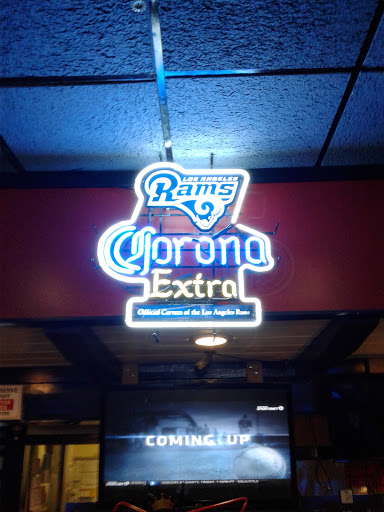 LOS ANGELES
Rams
Corona
Extra
Official Cerveza of the Los Angeles Rams
COMING UP